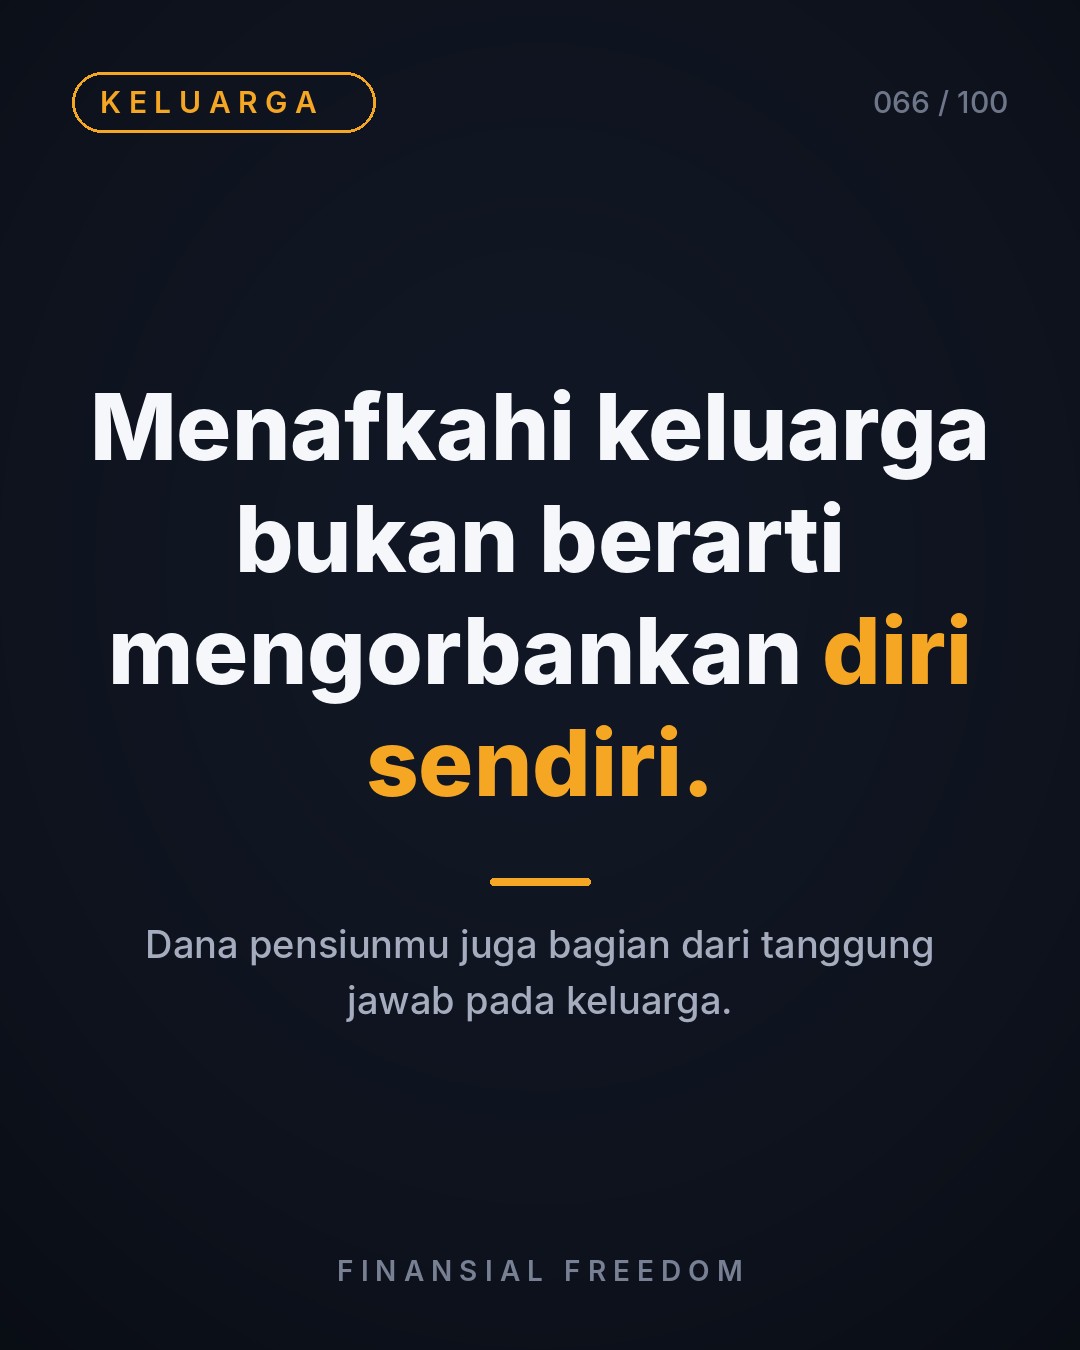 KELUARGA
066 / 100
Menafkahi keluarga
bukan berarti
mengorbankan diri
sendiri.
Dana pensiunmu juga bagian dari tanggung
jawab pada keluarga.
FINANSIAL FREEDOM